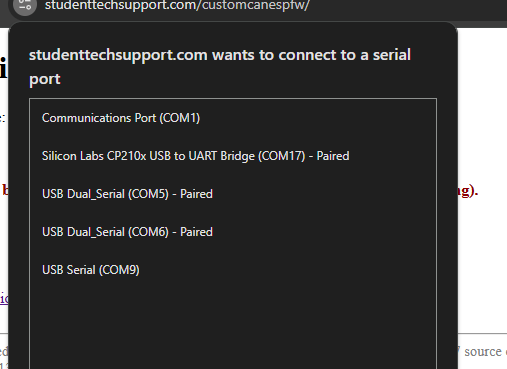 studenttechsupport.com/customcanespfw/
studenttechsupport.com wants to connect to a serial
port
Communications Port (COM1)
Silicon Labs CP210x USB to UART Bridge (COM17) - Paired
USB Dual_Serial (COM5) - Paired
USB Dual_Serial (COM6) - Paired
ng).
USB Serial (COM9)
source